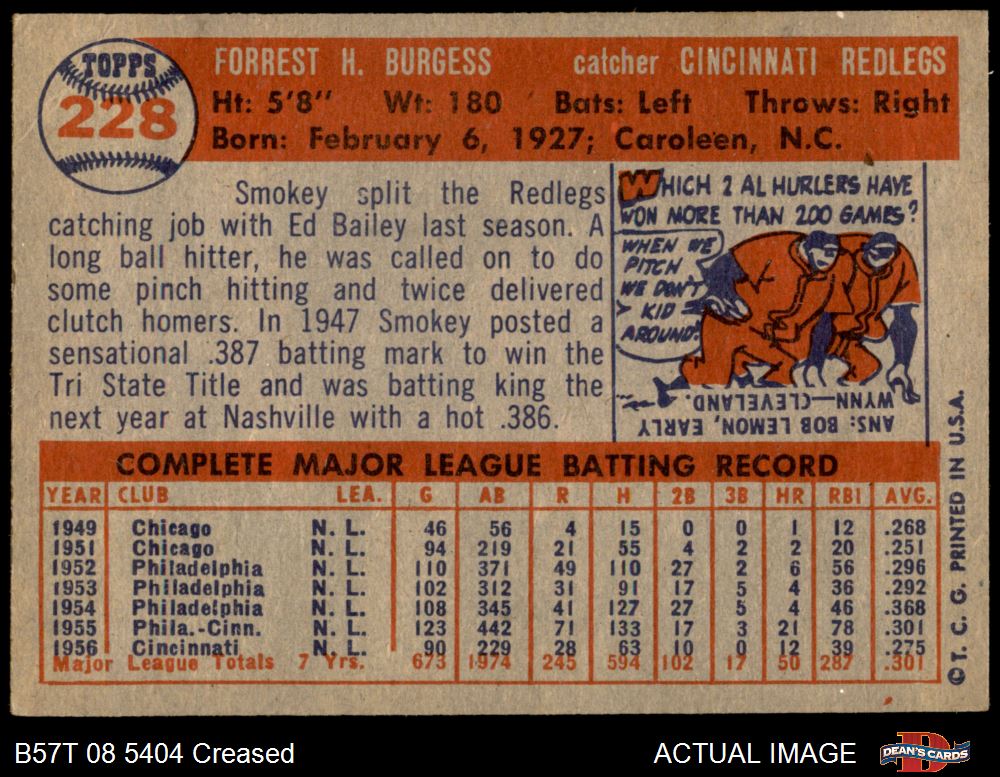 TOPPS
228
FORREST H. BURGESS catcher CINCINNATI REDLEGS
Ht: 5'8" Wt: 180 Bats: Left Throws: Right
Born: February 6, 1927; Caroleen, N.C.
Smokey split the Redlegs
catching job with Ed Bailey last season. A
long ball hitter, he was called on to do
some pinch hitting and twice delivered
clutch homers. In 1947 Smokey posted a
sensational .387 batting mark to win the
Tri State Title and was batting king the
next year at Nashville with a hot .386.
WHICH 2 AL HURLERS HAVE
WON MORE THAN 200 GAMES?
WHEN WE
PITCH
WE DON'T
KID
AROUND!
ANS: BOB LEMON, EARLY
WYNN—CLEVELAND.
COMPLETE MAJOR LEAGUE BATTING RECORD
YEAR CLUB LEA. G AB R H 2B 3B HR RBI AVG.
1949 Chicago N. L. 46 56 4 15 0 0 1 12 .268
1951 Chicago N. L. 94 219 21 55 4 2 2 20 .251
1952 Philadelphia N. L. 110 371 49 110 27 2 6 56 .296
1953 Philadelphia N. L. 102 312 31 91 17 5 4 36 .292
1954 Philadelphia N. L. 108 345 41 127 27 5 4 46 .368
1955 Phila.-Cinn. N. L. 123 442 71 133 17 3 21 78 .301
1956 Cincinnati N. L. 90 229 28 63 10 0 12 39 .275
Major League Totals 7 Yrs. 673 1974 245 594 102 17 50 287 .301
©T. C. G. PRINTED IN U.S.A.
B57T 08 5404 Creased
ACTUAL IMAGE
DEAN'S CARDS